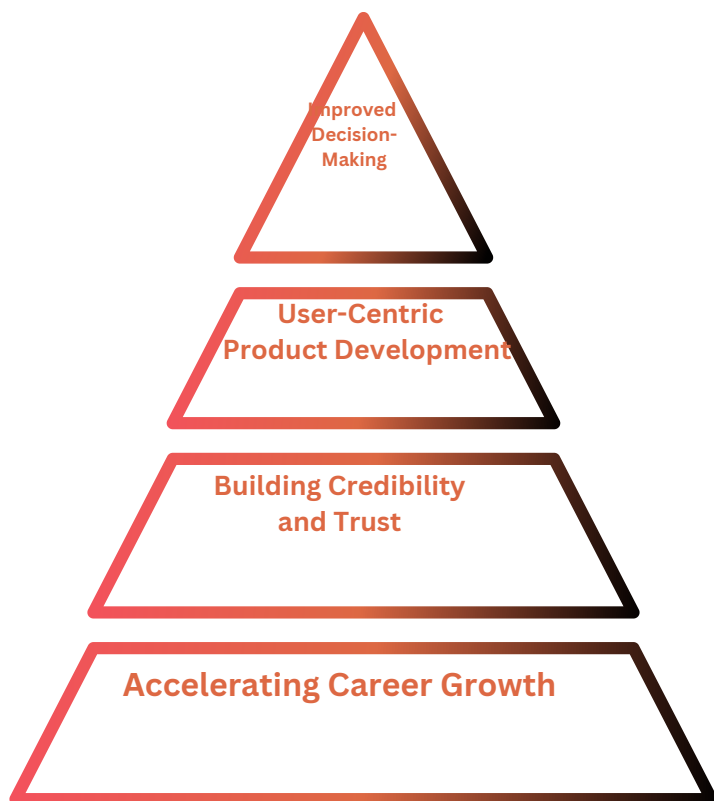 Improved
Decision-
Making
User-Centric
Product Development
Building Credibility
and Trust
Accelerating Career Growth